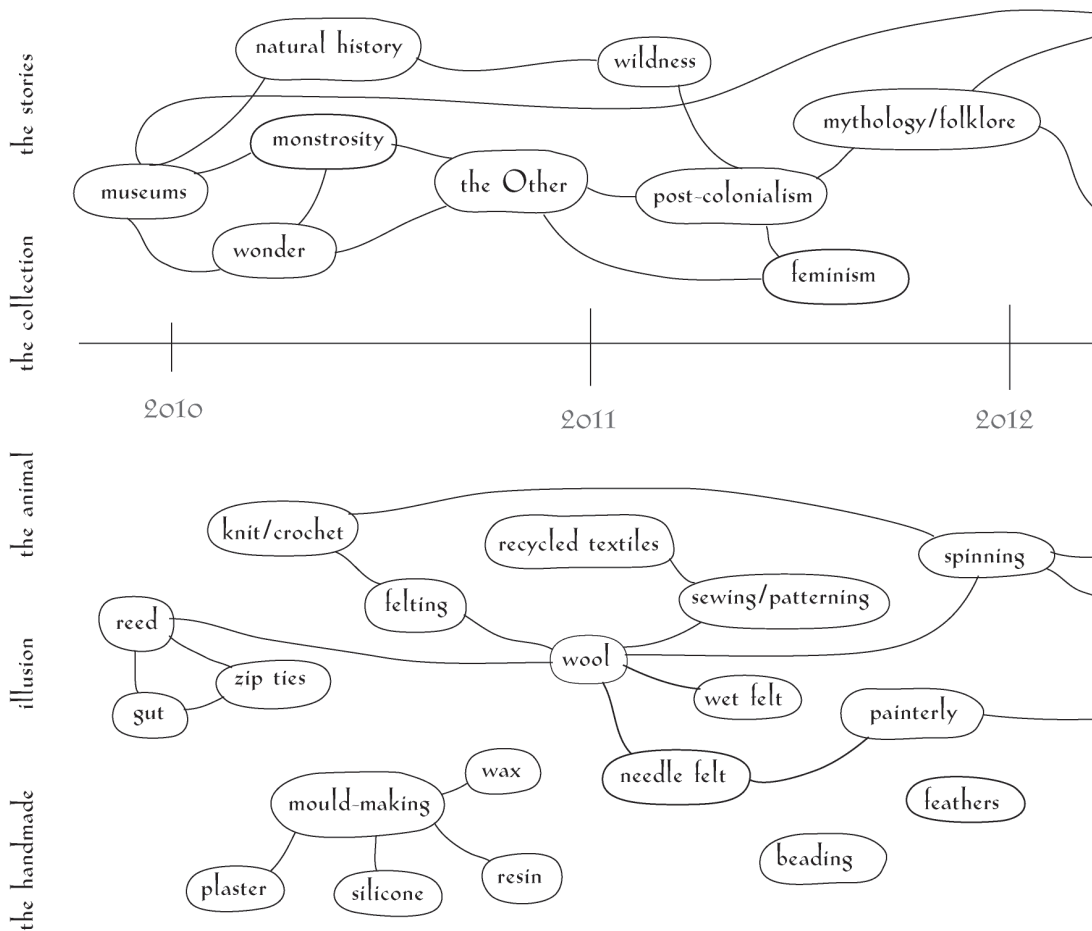 the stories
the collection
the animal
illusion
the handmade
natural history
wildness
monstrosity
mythology/folklore
museums
the Other
post-colonialism
wonder
feminism
2010
2011
2012
knit/crochet
recycled textiles
spinning
felting
sewing/patterning
reed
wool
zip ties
wet felt
gut
painterly
needle felt
wax
mould-making
feathers
beading
plaster
silicone
resin